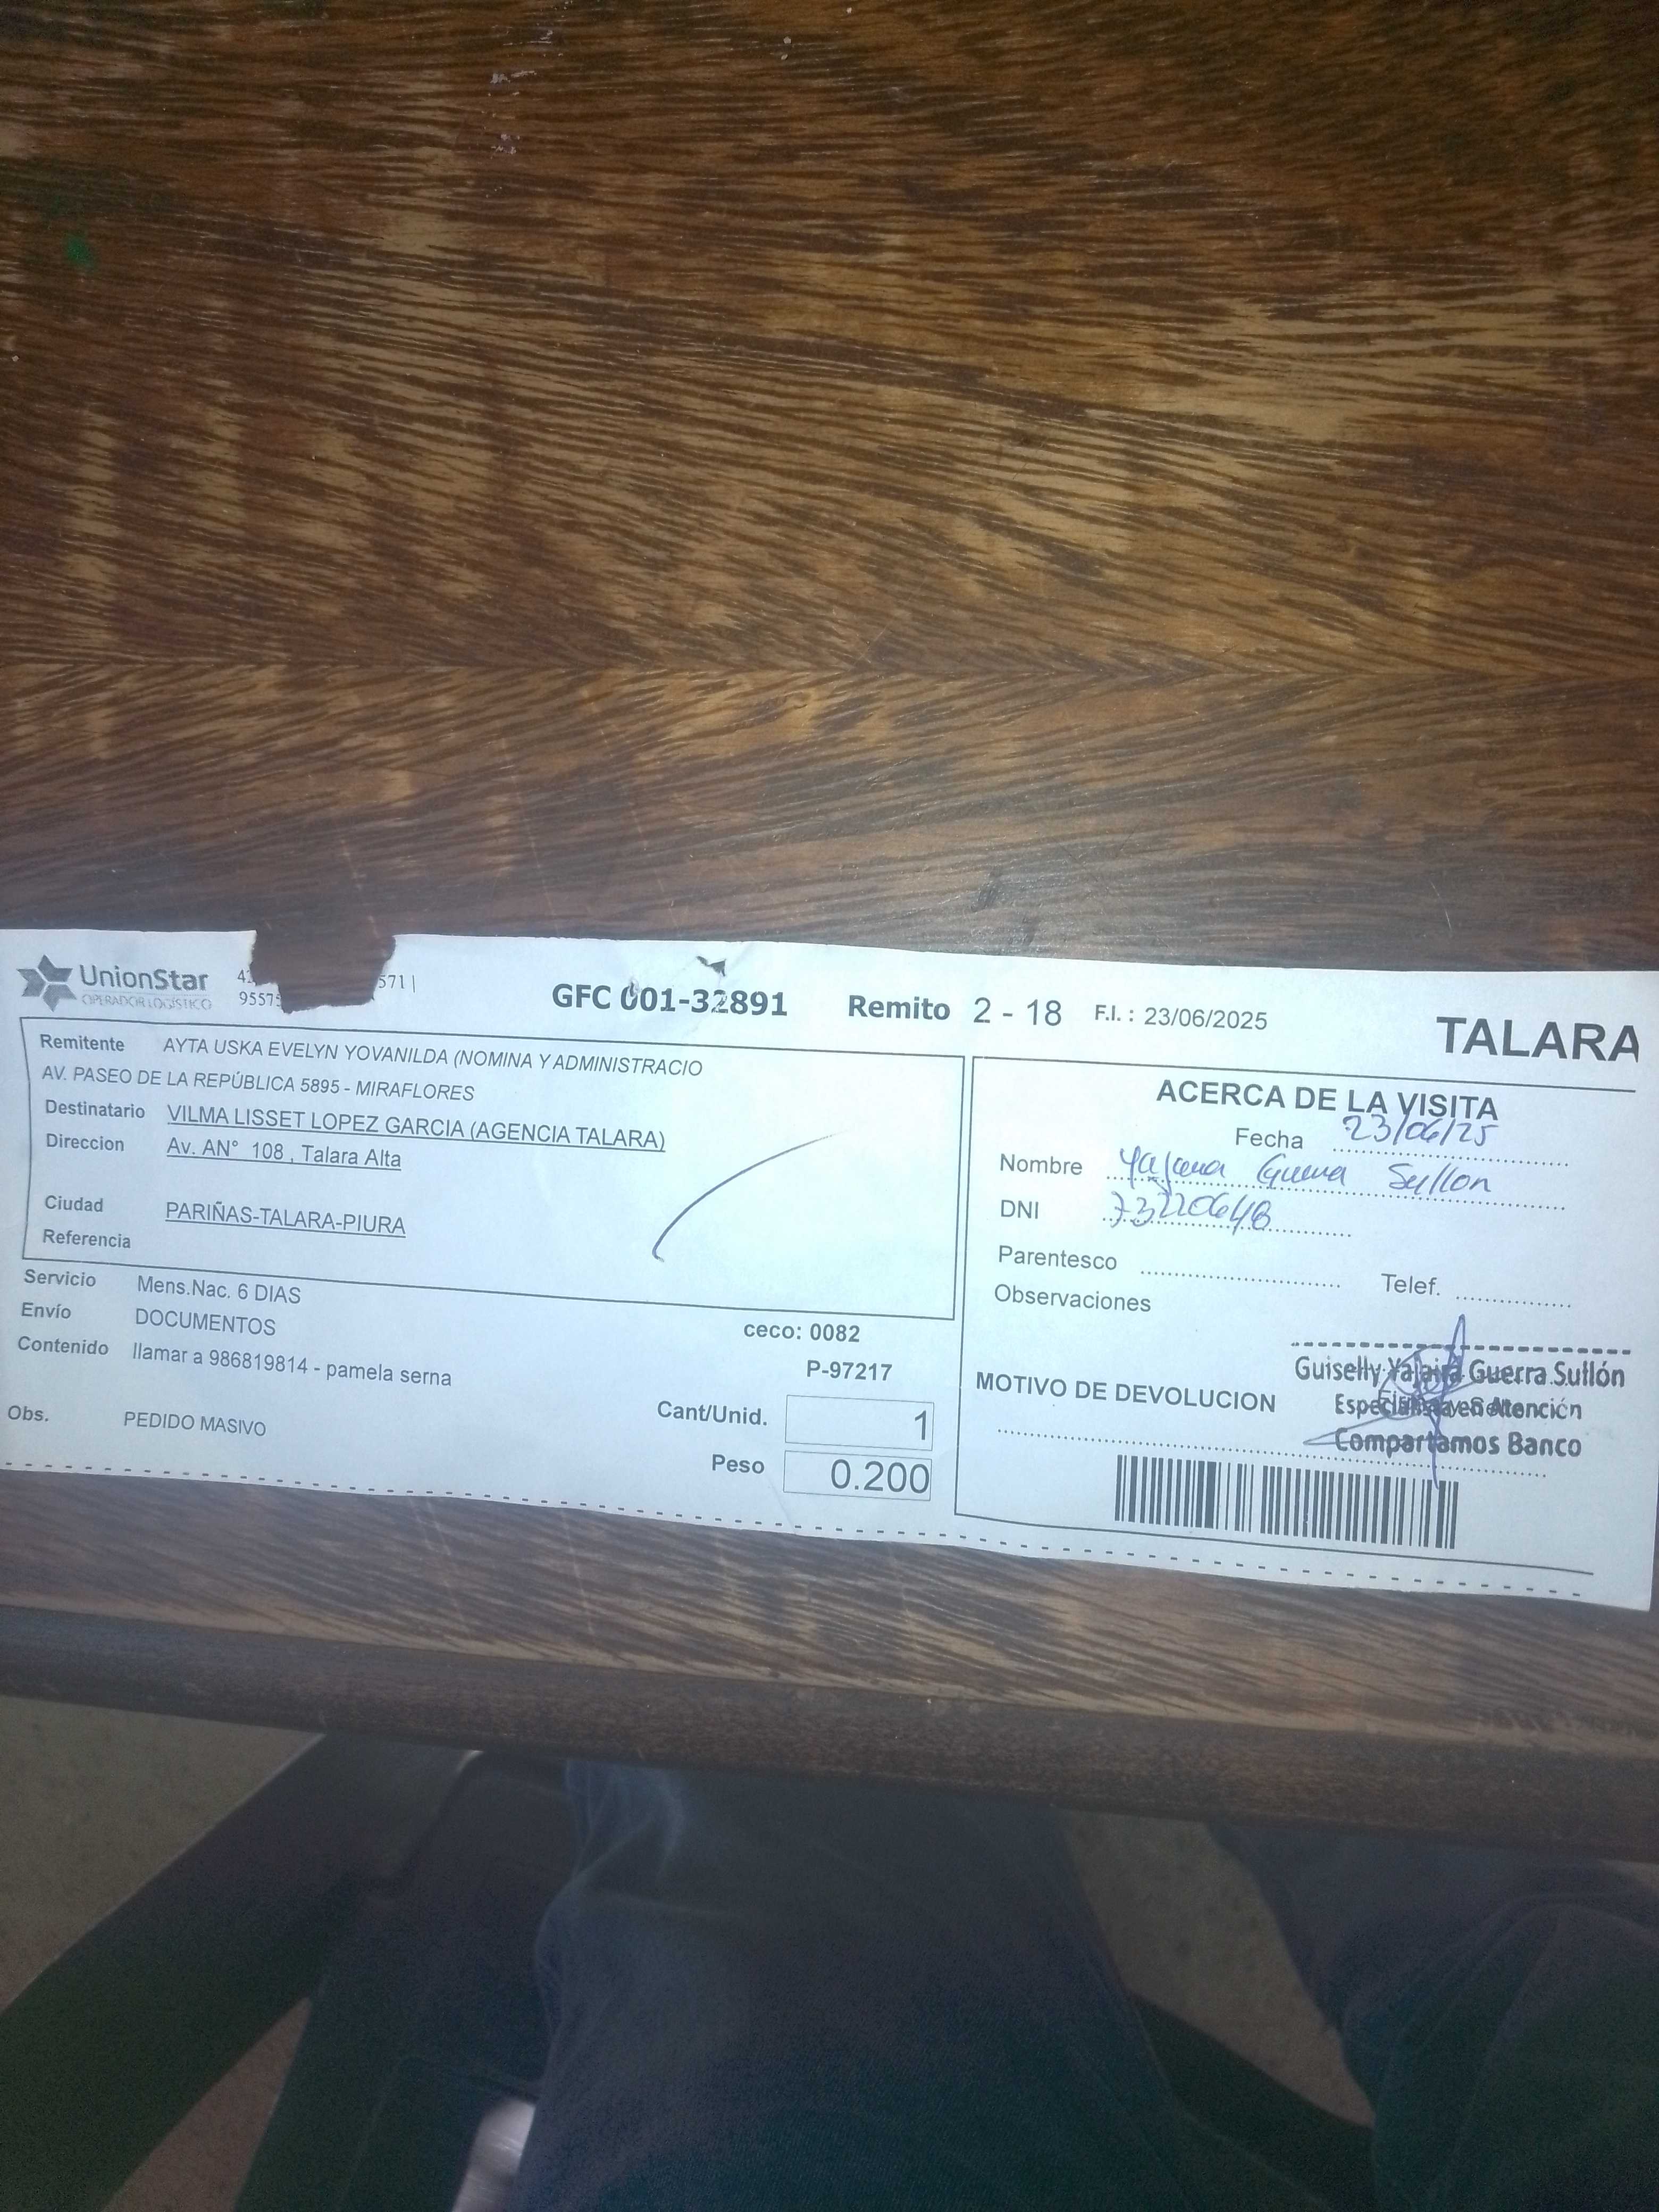 UnionStar
OPERADOR LOGÍSTICO
571 |
9557
GFC 001-32891 Remito 2 - 18 F.I. : 23/06/2025
TALARA
Remitente AYTA USKA EVELYN YOVANILDA (NOMINA Y ADMINISTRACIO
AV. PASEO DE LA REPÚBLICA 5895 - MIRAFLORES
Destinatario VILMA LISSET LOPEZ GARCIA (AGENCIA TALARA)
Direccion Av. AN° 108 , Talara Alta
Ciudad PARIÑAS-TALARA-PIURA
Referencia
Servicio Mens.Nac. 6 DIAS
Envío DOCUMENTOS
Contenido llamar a 986819814 - pamela serna
Obs. PEDIDO MASIVO
ceco: 0082
P-97217
Cant/Unid. 1
Peso 0.200
ACERCA DE LA VISITA
Fecha 23/06/25
Nombre Guerra Sullon
DNI 73220648
Parentesco Telef.
Observaciones
MOTIVO DE DEVOLUCION
Guiselly Yajaira Guerra Sullón
Atención
Compartamos Banco